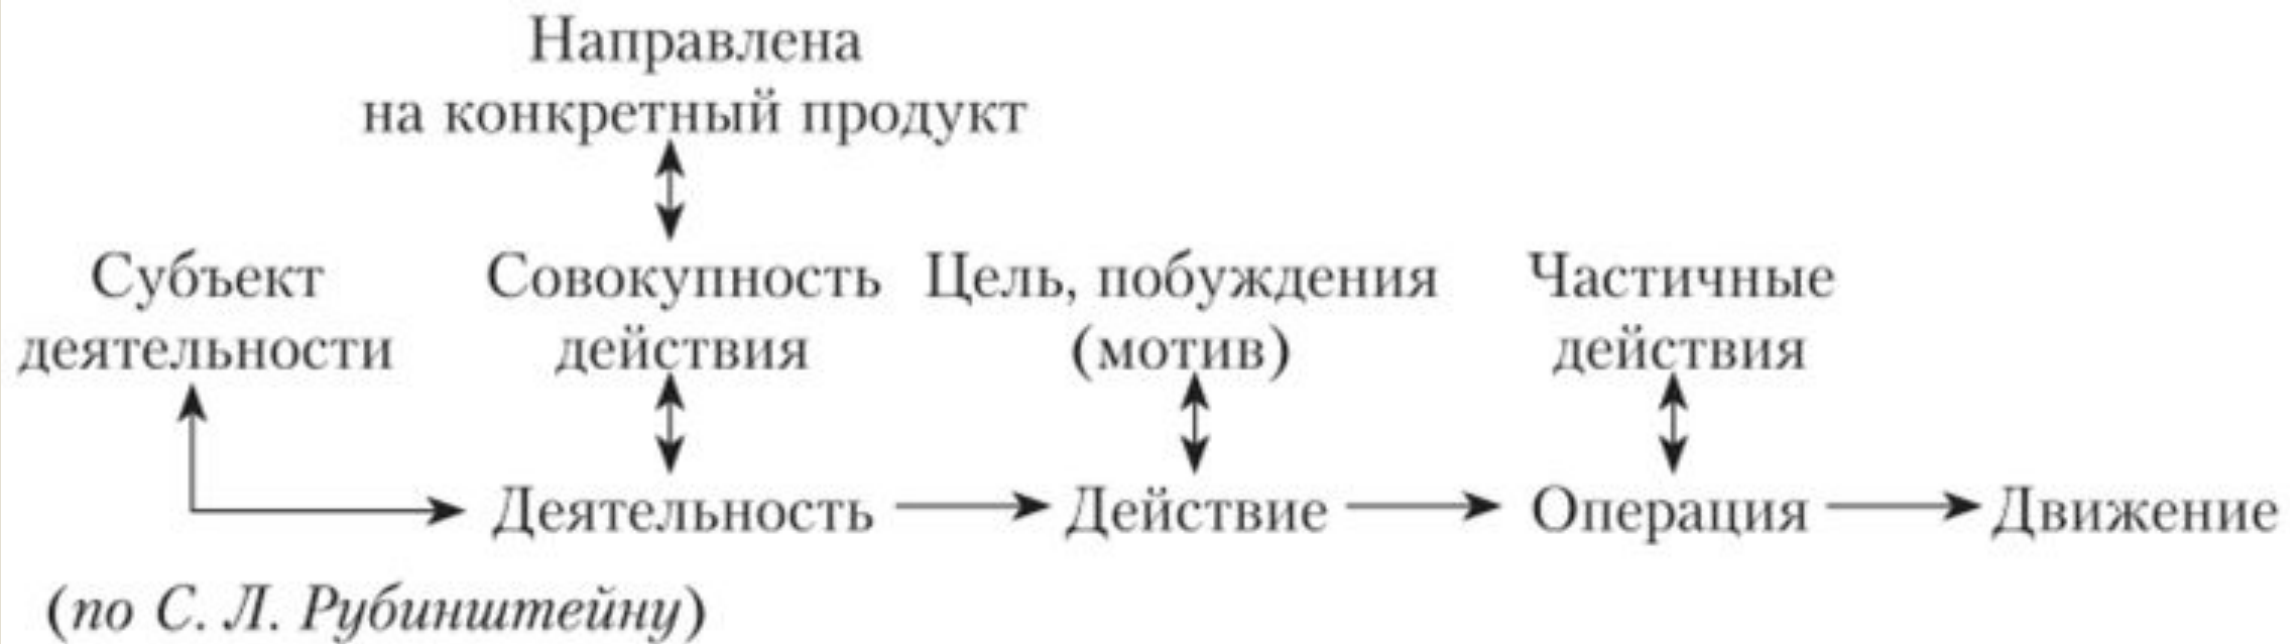 Направлена
на конкретный продукт
Субъект
деятельности
Совокупность
действия
Цель, побуждения
(мотив)
Частичные
действия
Деятельность
Действие
Операция
Движение
(по С. Л. Рубинштейну)